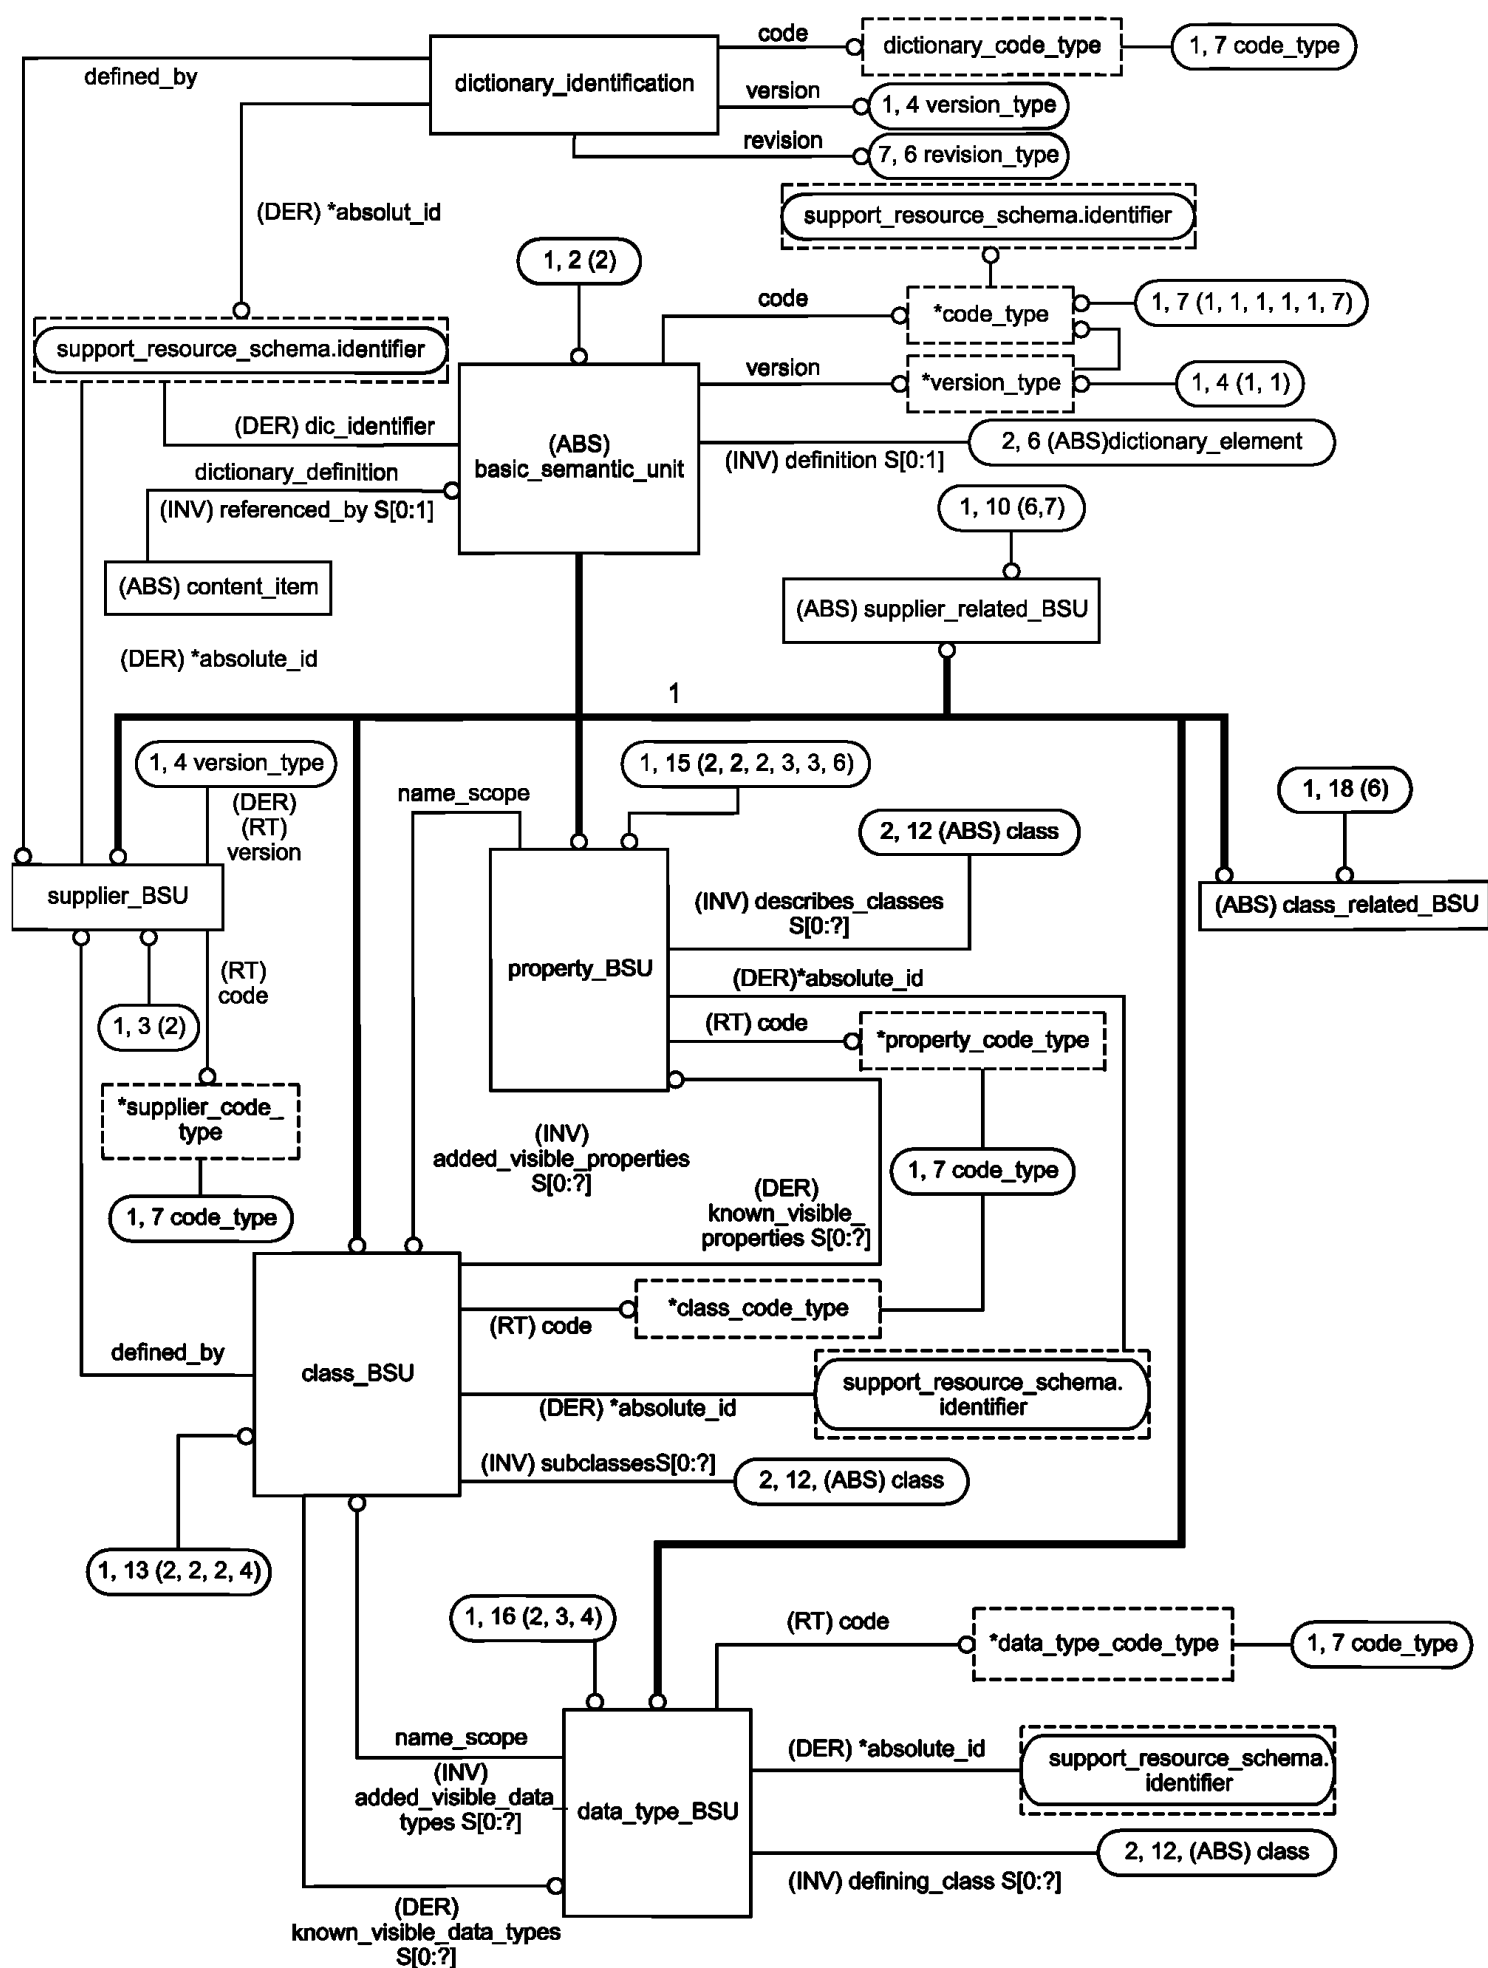 code
dictionary_code_type
1, 7 code_type
defined_by
dictionary_identification
version
1, 4 version_type
revision
7, 6 revision_type
(DER) *absolut_id
support_resource_schema.identifier
1, 2 (2)
code
*code_type
1, 7 (1, 1, 1, 1, 1, 7)
support_resource_schema.identifier
version
*version_type
1, 4 (1, 1)
(DER) dic_identifier
(ABS)
basic_semantic_unit
2, 6 (ABS)dictionary_element
(INV) definition S[0:1]
dictionary_definition
(INV) referenced_by S[0:1]
1, 10 (6,7)
(ABS) content_item
(ABS) supplier_related_BSU
(DER) *absolute_id
1
1, 4 version_type
(DER)
(RT)
version
name_scope
1, 15 (2, 2, 2, 3, 3, 6)
1, 18 (6)
2, 12 (ABS) class
supplier_BSU
(INV) describes_classes
S[0:?]
(ABS) class_related_BSU
property_BSU
(DER)*absolute_id
(RT)
code
(RT) code
*property_code_type
1, 3 (2)
*supplier_code_
type
(INV)
added_visible_properties
S[0:?]
1, 7 code_type
(DER)
known_visible_
properties S[0:?]
1, 7 code_type
*class_code_type
(RT) code
defined_by
class_BSU
support_resource_schema.
identifier
(DER) *absolute_id
(INV) subclassesS[0:?]
2, 12, (ABS) class
1, 13 (2, 2, 2, 4)
1, 16 (2, 3, 4)
(RT) code
*data_type_code_type
1, 7 code_type
name_scope
(INV)
added_visible_data_
types S[0:?]
data_type_BSU
(DER) *absolute_id
support_resource_schema.
identifier
2, 12, (ABS) class
(INV) defining_class S[0:?]
(DER)
known_visible_data_types
S[0:?]